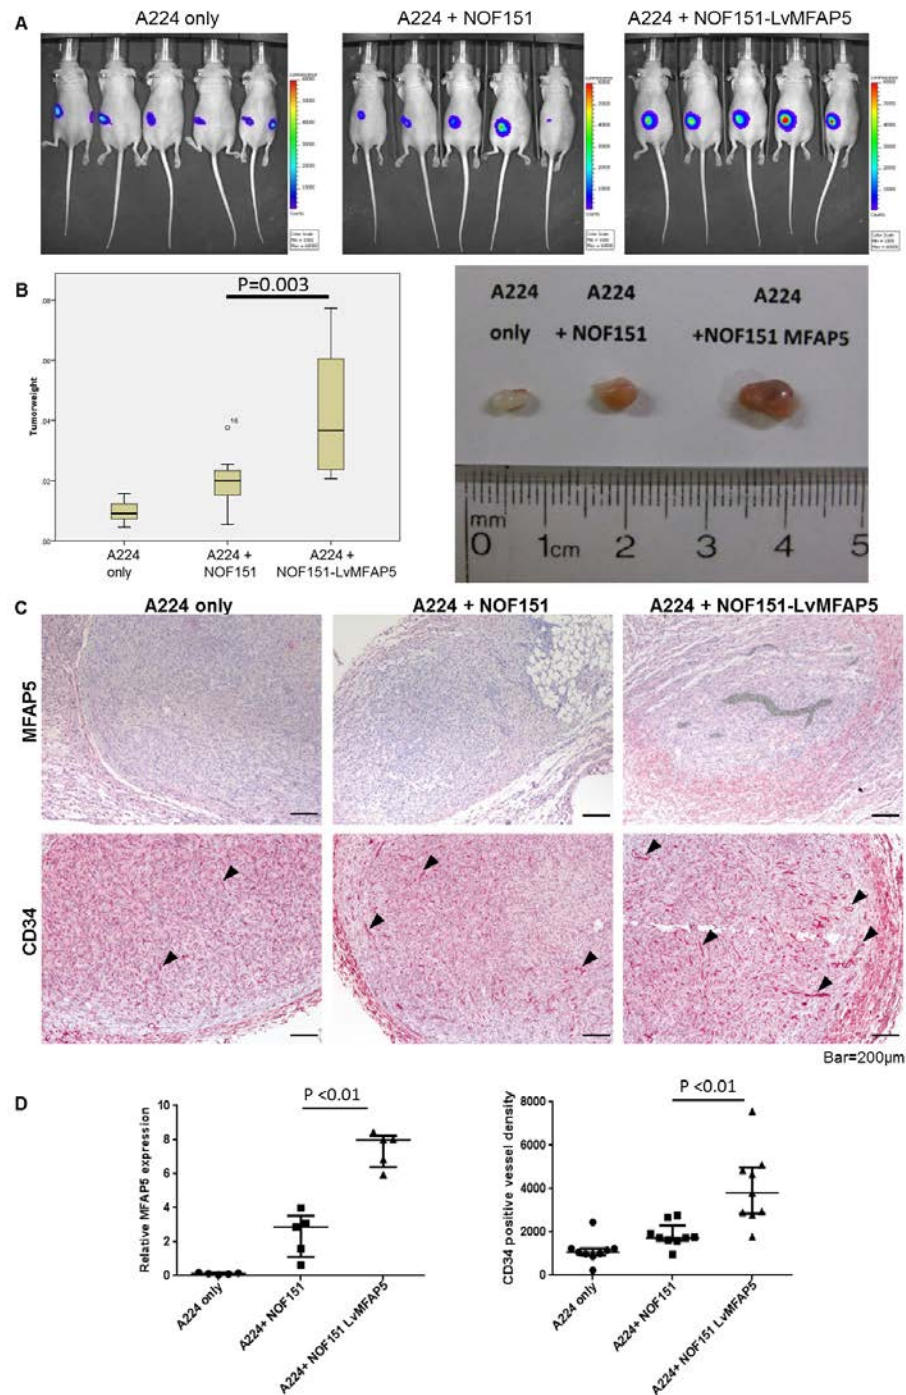 A
A224 only
A224 + NOF151
A224 + NOF151-LvMFAP5
B
P=0.003
.08
.06
.04
.02
.00
Tumorweight
16
A224
only
A224 +
NOF151
A224 +
NOF151-LvMFAP5
A224 A224 A224
only + NOF151 +NOF151 MFAP5
mm
0 1cm 2 3 4 5
C
A224 only
A224 + NOF151
A224 + NOF151-LvMFAP5
MFAP5
CD34
Bar=200µm
D
P <0.01
Relative MFAP5 expression
10
8
6
4
2
0
A224 only
A224+ NOF151
A224+ NOF151 LvMFAP5
P <0.01
CD34 positive vessel density
8000
6000
4000
2000
0
A224 only
A224+ NOF151
A224+ NOF151 LvMFAP5